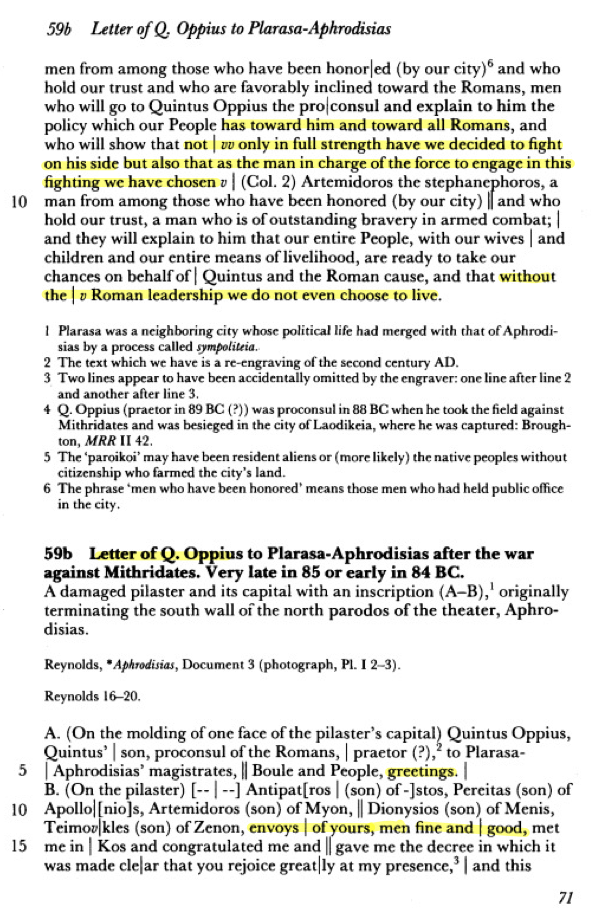 59b Letter of Q. Oppius to Plarasa-Aphrodisias
men from among those who have been honor|ed (by our city)⁶ and who
hold our trust and who are favorably inclined toward the Romans, men
who will go to Quintus Oppius the pro|consul and explain to him the
policy which our People has toward him and toward all Romans, and
who will show that not | vv only in full strength have we decided to fight
on his side but also that as the man in charge of the force to engage in this
fighting we have chosen v | (Col. 2) Artemidoros the stephanephoros, a
10 man from among those who have been honored (by our city) || and who
hold our trust, a man who is of outstanding bravery in armed combat; |
and they will explain to him that our entire People, with our wives | and
children and our entire means of livelihood, are ready to take our
chances on behalf of | Quintus and the Roman cause, and that without
the | v Roman leadership we do not even choose to live.
1 Plarasa was a neighboring city whose political life had merged with that of Aphrodi-
sias by a process called sympoliteia.
2 The text which we have is a re-engraving of the second century AD.
3 Two lines appear to have been accidentally omitted by the engraver: one line after line 2
and another after line 3.
4 Q. Oppius (praetor in 89 BC (?)) was proconsul in 88 BC when he took the field against
Mithridates and was besieged in the city of Laodikeia, where he was captured: Brough-
ton, MRR II 42.
5 The 'paroikoi' may have been resident aliens or (more likely) the native peoples without
citizenship who farmed the city's land.
6 The phrase 'men who have been honored' means those men who had held public office
in the city.
59b Letter of Q. Oppius to Plarasa-Aphrodisias after the war
against Mithridates. Very late in 85 or early in 84 BC.
A damaged pilaster and its capital with an inscription (A–B),¹ originally
terminating the south wall of the north parodos of the theater, Aphro-
disias.
Reynolds, *Aphrodisias, Document 3 (photograph, Pl. I 2–3).
Reynolds 16–20.
A. (On the molding of one face of the pilaster's capital) Quintus Oppius,
Quintus' | son, proconsul of the Romans, | praetor (?),² to Plarasa-
5 | Aphrodisias' magistrates, || Boule and People, greetings. |
B. (On the pilaster) [-- | --] Antipat[ros | (son) of -]stos, Pereitas (son) of
10 Apollo|[nio]s, Artemidoros (son) of Myon, || Dionysios (son) of Menis,
Teimov|kles (son) of Zenon, envoys | of yours, men fine and | good, met
15 me in | Kos and congratulated me and || gave me the decree in which it
was made cle|ar that you rejoice great|ly at my presence,³ | and this
71